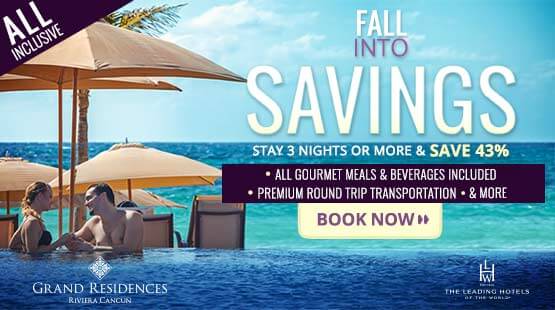 ALL
INCLUSIVE
FALL
INTO
SAVINGS
STAY 3 NIGHTS OR MORE & SAVE 43%
• ALL GOURMET MEALS & BEVERAGES INCLUDED
• PREMIUM ROUND TRIP TRANSPORTATION • & MORE
BOOK NOW
GRAND RESIDENCES
RIVIERA CANCUN
LHW
THE LEADING HOTELS
OF THE WORLD®